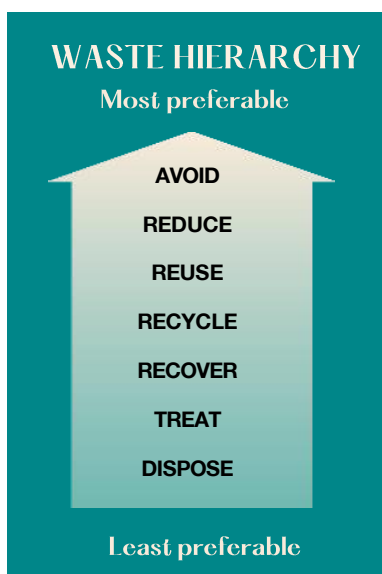 WASTE HIERARCHY
Most preferable
AVOID
REDUCE
REUSE
RECYCLE
RECOVER
TREAT
DISPOSE
Least preferable